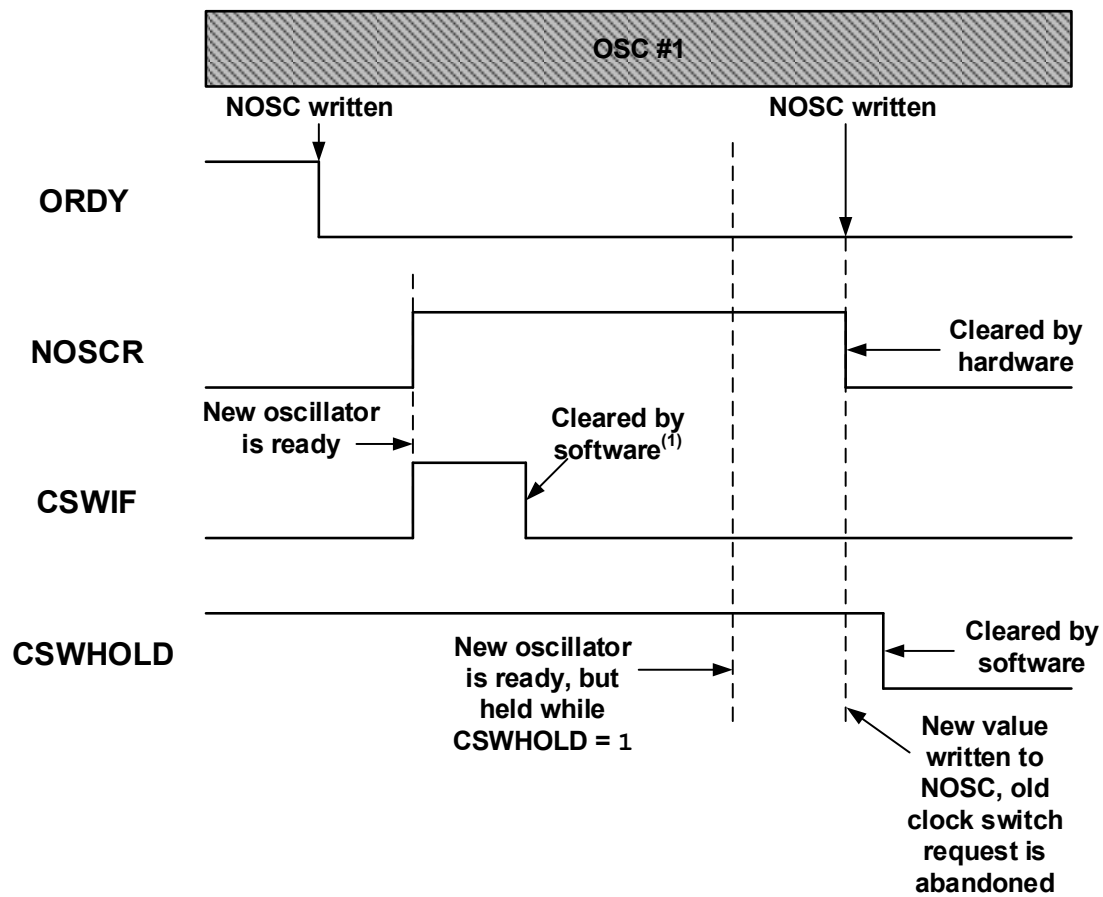 OSC #1
NOSC written
NOSC written
ORDY
NOSCR
Cleared by
hardware
New oscillator
is ready
Cleared by
software(1)
CSWIF
CSWHOLD
New oscillator
is ready, but
held while
CSWHOLD = 1
Cleared by
software
New value
written to
NOSC, old
clock switch
request is
abandoned